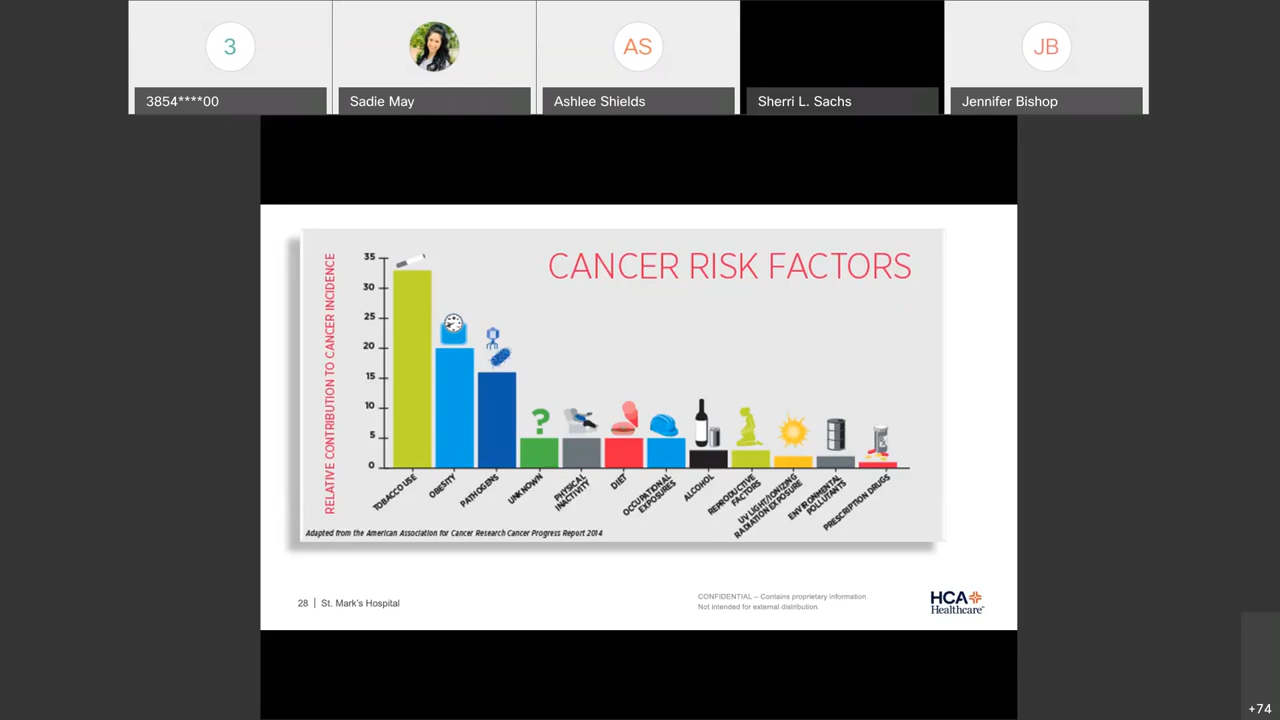 3
AS
JB
3854****00
Sadie May
Ashlee Shields
Sherri L. Sachs
Jennifer Bishop
CANCER RISK FACTORS
RELATIVE CONTRIBUTION TO CANCER INCIDENCE
35
30
25
20
15
10
5
0
?
TOBACCO USE
OBESITY
PATHOGENS
UNKNOWN
PHYSICAL
INACTIVITY
DIET
OCCUPATIONAL
EXPOSURES
ALCOHOL
REPRODUCTIVE
FACTORS
UV LIGHT/IONIZING
RADIATION EXPOSURE
ENVIRONMENTAL
POLLUTANTS
PRESCRIPTION DRUGS
Adapted from the American Association for Cancer Research Cancer Progress Report 2014
28 | St. Mark's Hospital
CONFIDENTIAL – Contains proprietary information.
Not intended for external distribution.
HCA
Healthcare
+74